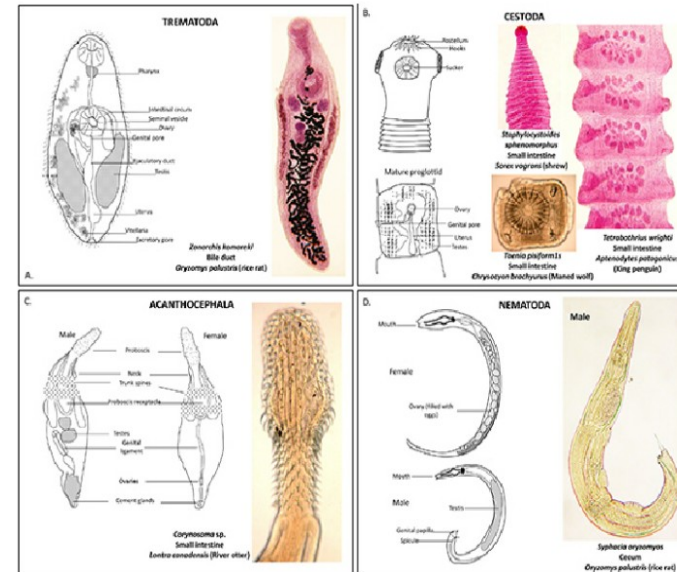 TREMATODA
Pharynx
Intestinal cecum
Seminal vesicle
Ovary
Genital pore
Ejaculatory duct
Testis
Uterus
Vitellaria
Excretory pore
Zonorchis komareki
Bile duct
Oryzomys palustris (rice rat)
A.
B.
CESTODA
Rostellum
Hooks
Sucker
Staphylocystoides
sphenomorphus
Small intestine
Sorex vagrans (shrew)
Mature proglottid
Ovary
Genital pore
Uterus
Testes
Taenia pisiformis
Small intestine
Chrysocyon brachyurus (Maned wolf)
Tetrabothrius wrighti
Small intestine
Aptenodytes patagonicus
(King penguin)
C.
ACANTHOCEPHALA
Male
Female
Proboscis
Trunk spines
Proboscis receptacle
Testes
Genital
ligament
Ovaries
Cement glands
Corynosoma sp.
Small intestine
Lontra canadensis (River otter)
D.
NEMATODA
Mouth
Female
Ovary (filled with
eggs)
Mouth
Male
Testis
Genital papilla
Spicule
Male
Syphacia oryzomyos
Cecum
Oryzomys palustris (rice rat)